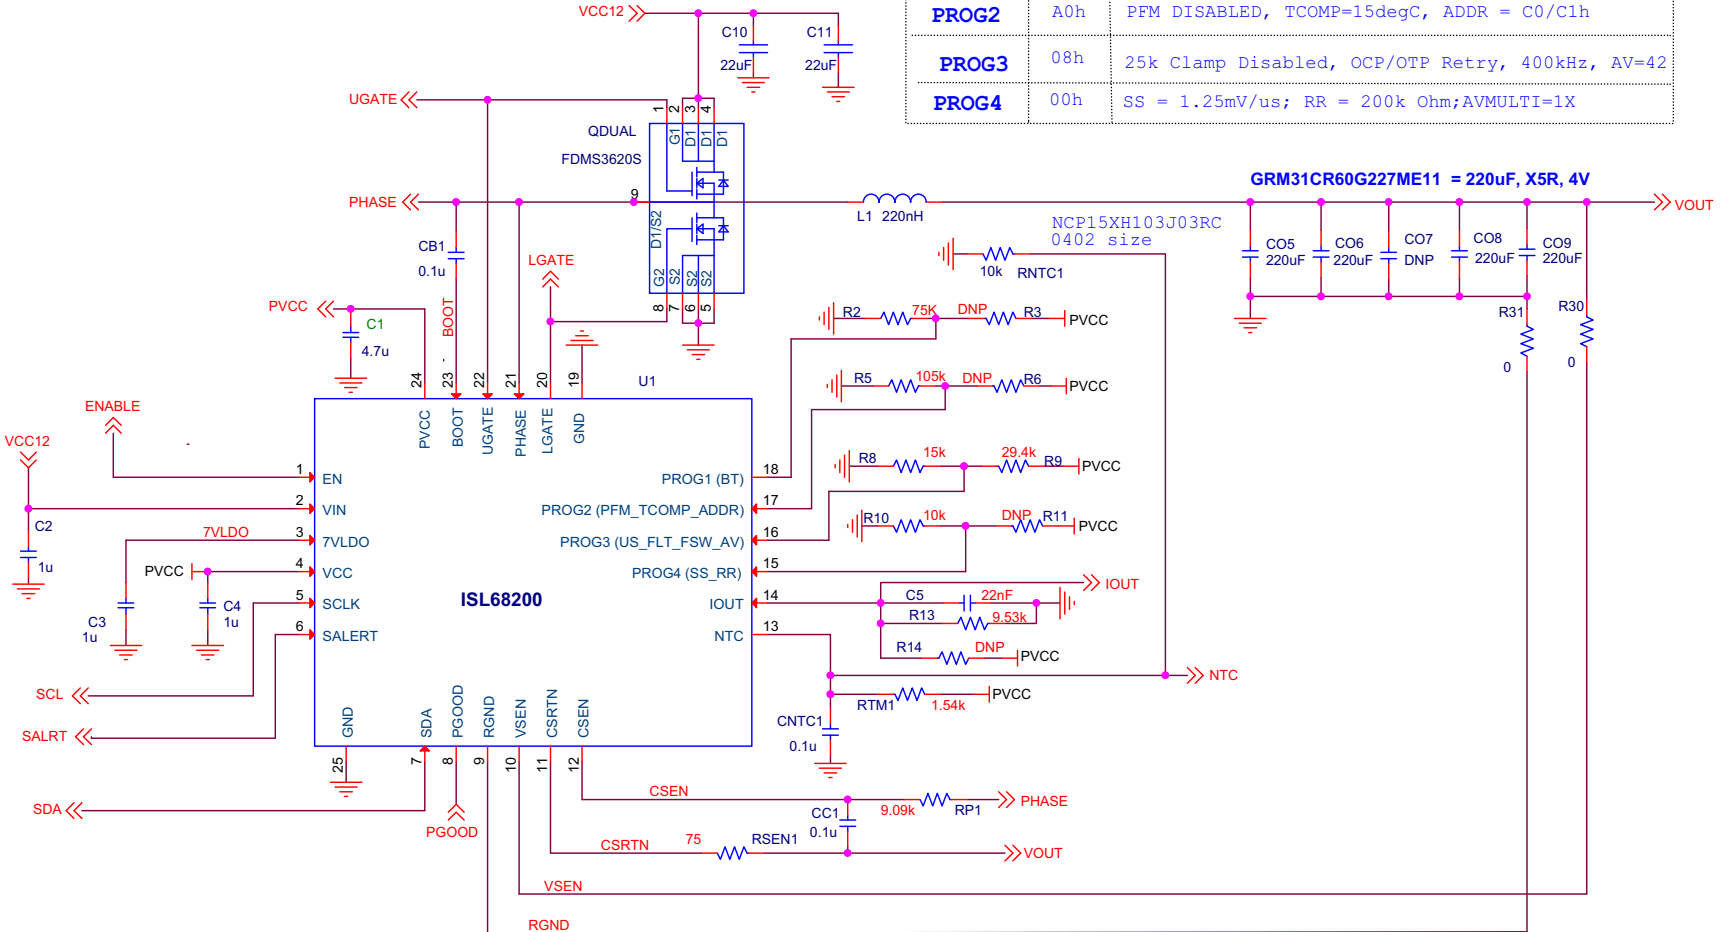 VCC12
C10
22uF
C11
22uF
PROG2 A0h PFM DISABLED, TCOMP=15degC, ADDR = C0/C1h
PROG3 08h 25k Clamp Disabled, OCP/OTP Retry, 400kHz, AV=42
PROG4 00h SS = 1.25mV/us; RR = 200k Ohm;AVMULTI=1X
UGATE
1
2
3
4
QDUAL
FDMS3620S
G1
D1
D1
D1
PHASE
9
D1/S2
G2
S2
S2
S2
8
7
6
5
L1 220nH
GRM31CR60G227ME11 = 220uF, X5R, 4V
VOUT
CO5
220uF
CO6
220uF
CO7
DNP
CO8
220uF
CO9
220uF
R31
0
R30
0
NCP15XH103J03RC
0402 size
10k RNTC1
CB1
0.1u
BOOT
LGATE
PVCC
C1
4.7u
R2 75K DNP R3 PVCC
R5 105k DNP R6 PVCC
R8 15k 29.4k R9 PVCC
R10 10k DNP R11 PVCC
24
23
22
21
20
19
U1
PVCC
BOOT
UGATE
PHASE
LGATE
GND
ENABLE
VCC12
C2
1u
7VLDO
PVCC
C3
1u
C4
1u
1 EN
2 VIN
3 7VLDO
4 VCC
5 SCLK
6 SALERT
ISL68200
PROG1 (BT) 18
PROG2 (PFM_TCOMP_ADDR) 17
PROG3 (US_FLT_FSW_AV) 16
PROG4 (SS_RR) 15
IOUT 14
NTC 13
IOUT
C5 22nF
R13 9.53k
R14 DNP PVCC
NTC
RTM1 1.54k PVCC
CNTC1
0.1u
SCL
SALRT
SDA
GND
SDA
PGOOD
RGND
VSEN
CSRTN
CSEN
25
7
8
9
10
11
12
PGOOD
CSEN
CC1
0.1u
9.09k RP1 PHASE
CSRTN 75 RSEN1 VOUT
VSEN
RGND